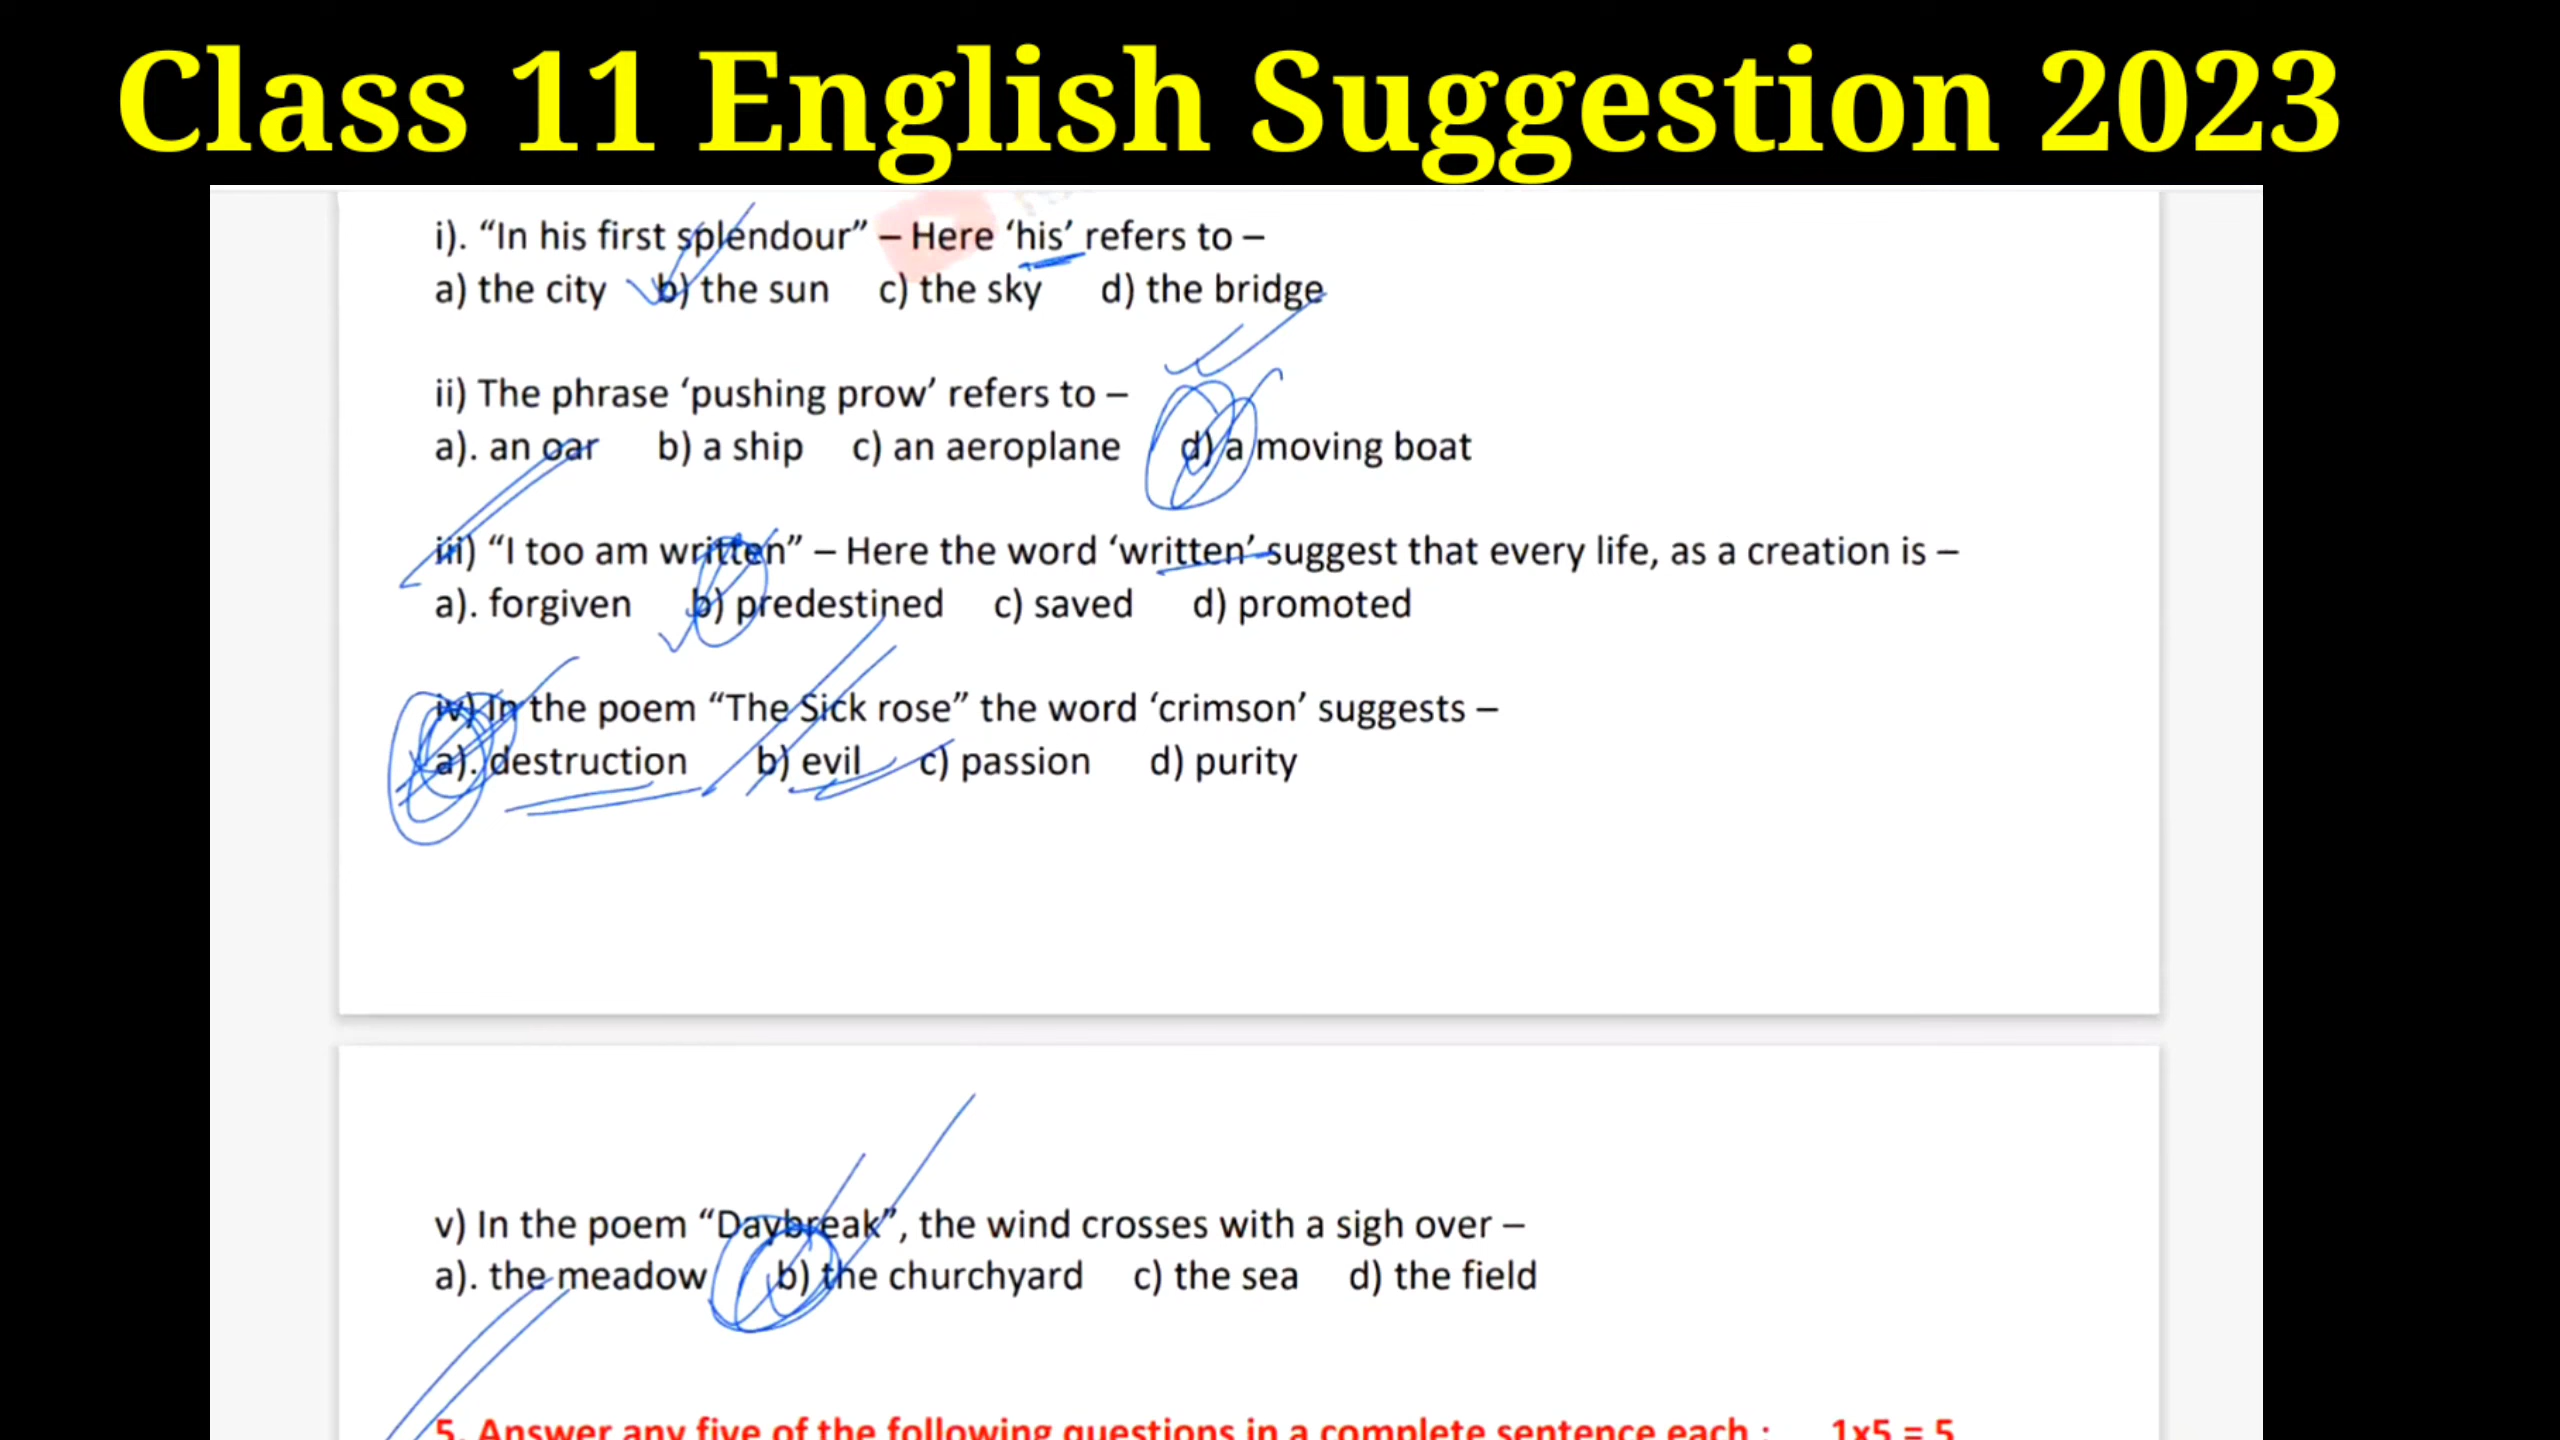 Class 11 English Suggestion 2023
i). “In his first splendour” – Here ‘his’ refers to –
a) the city b) the sun c) the sky d) the bridge
ii) The phrase ‘pushing prow’ refers to –
a). an oar b) a ship c) an aeroplane d) a moving boat
iii) “I too am written” – Here the word ‘written’ suggest that every life, as a creation is –
a). forgiven b) predestined c) saved d) promoted
iv) In the poem “The Sick rose” the word ‘crimson’ suggests –
a). destruction b) evil c) passion d) purity
v) In the poem “Daybreak”, the wind crosses with a sigh over –
a). the meadow b) the churchyard c) the sea d) the field
5. Answer any five of the following questions in a complete sentence each : 1x5 = 5